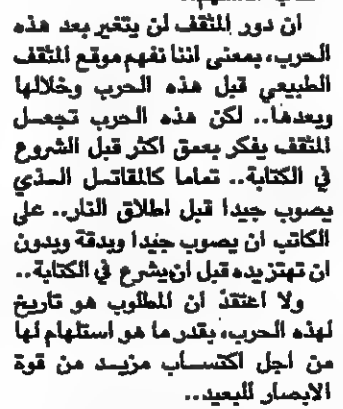 ان دور المثقف لن يتغير بعد هذه
الحرب، بمعنى اننا نفهم موقع المثقف
الطبيعي قبل هذه الحرب وخلالها
وبعدها.. لكن هذه الحرب تجعل
المثقف يفكر بعمق اكثر قبل الشروع
في الكتابة.. تماما كالمقاتل الذي
يصوب جيدا قبل اطلاق النار.. على
الكاتب ان يصوب جيدا وبدقة وبدون
ان تهتز يده قبل ان يشرع في الكتابة..
ولا اعتقد ان المطلوب هو تاريخ
لهذه الحرب، بقدر ما هو استلهام لها
من اجل اكتساب مزيد من قوة
الابصار للبعيد..